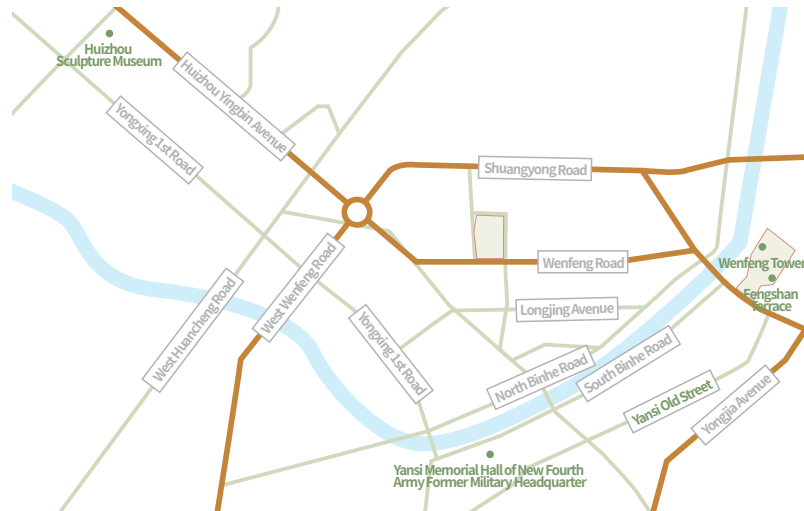 Huizhou
Sculpture Museum
Huizhou Yingbin Avenue
Yongxing 1st Road
Shuangyong Road
Wenfeng Tower
Wenfeng Road
West Wenfeng Road
West Huancheng Road
Fengshan
Terrace
Longjing Avenue
Yongxing 1st Road
North Binhe Road
South Binhe Road
Yansi Old Street
Yongjia Avenue
Yansi Memorial Hall of New Fourth
Army Former Military Headquarter